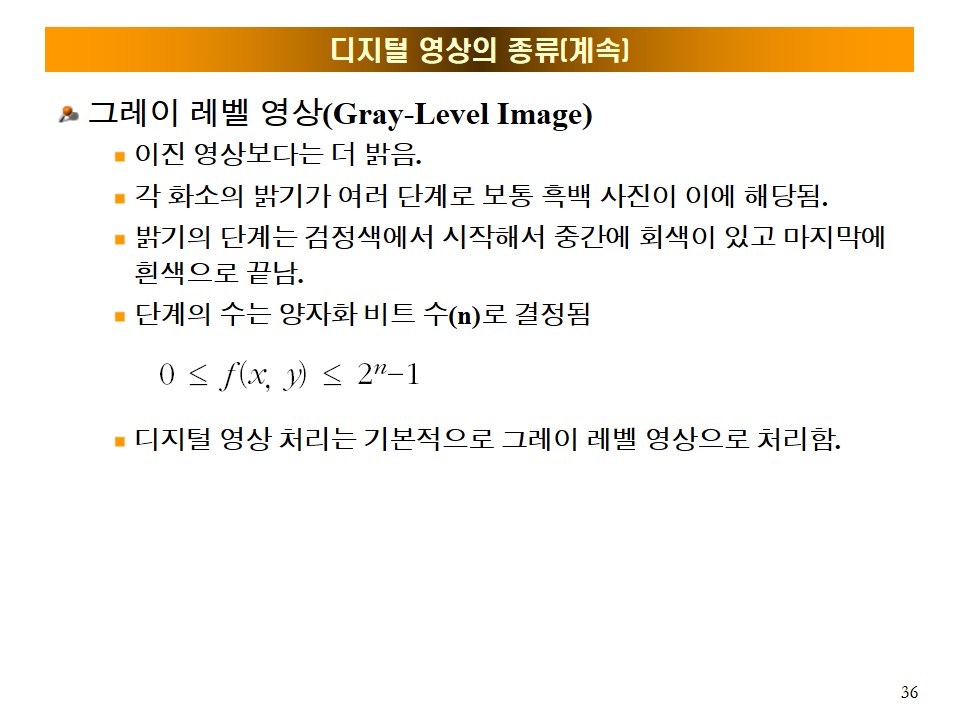 디지털 영상의 종류(계속)
그레이 레벨 영상(Gray-Level Image)
이진 영상보다는 더 밝음.
각 화소의 밝기가 여러 단계로 보통 흑백 사진이 이에 해당됨.
밝기의 단계는 검정색에서 시작해서 중간에 회색이 있고 마지막에
흰색으로 끝남.
단계의 수는 양자화 비트 수(n)로 결정됨
0 ≤ f(x, y) ≤ 2ⁿ−1
디지털 영상 처리는 기본적으로 그레이 레벨 영상으로 처리함.
36